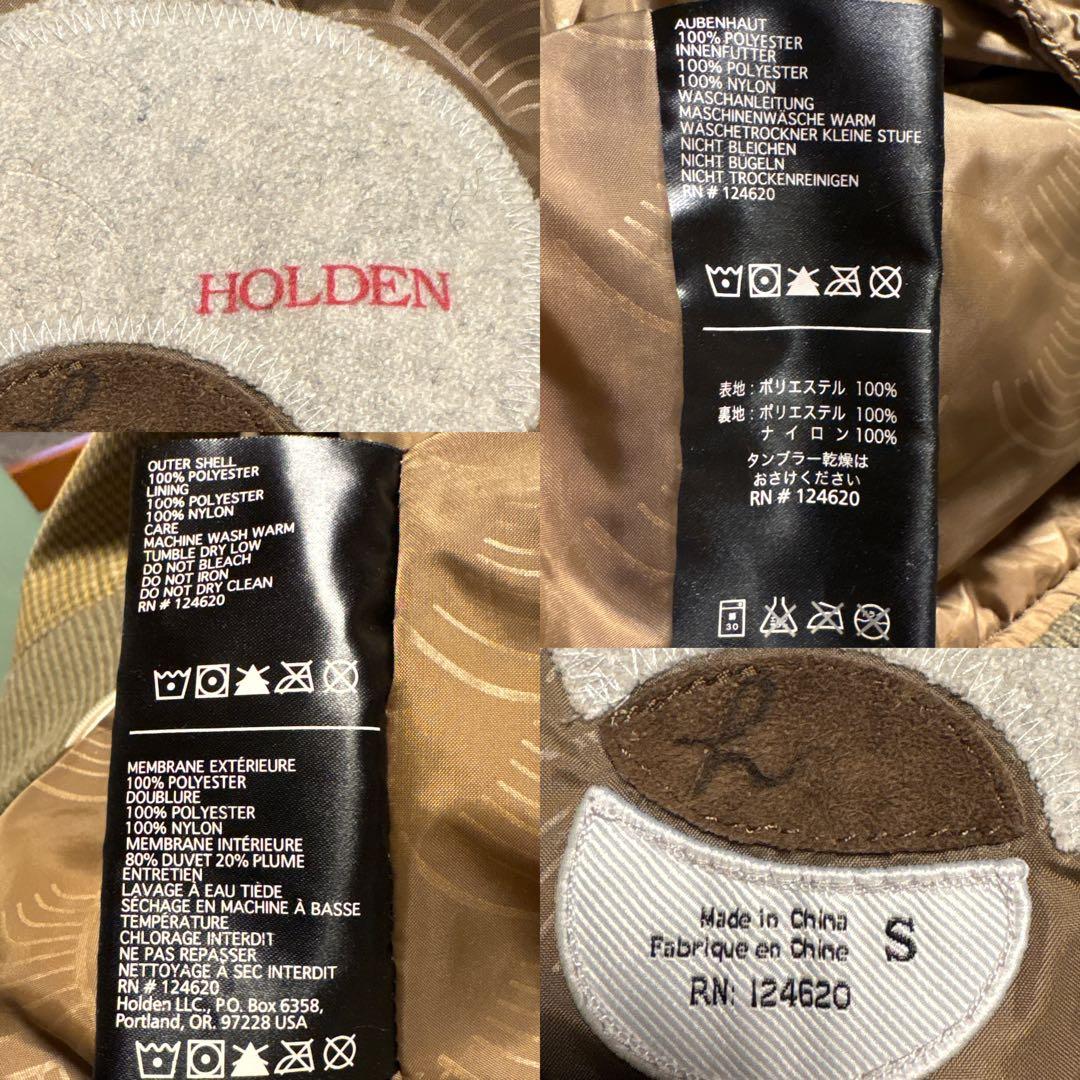 HOLDEN
AUBENHAUT
100% POLYESTER
INNENFUTTER
100% POLYESTER
100% NYLON
WASCHANLEITUNG
MASCHINENWÄSCHE WARM
WÄSCHETROCKNER KLEINE STUFE
NICHT BLEICHEN
NICHT BÜGELN
NICHT TROCKENREINIGEN
RN # 124620
表地 : ポリエステル 100%
裏地 : ポリエステル 100%
ナイロン 100%
タンブラー乾燥は
おさけください
RN # 124620
30
OUTER SHELL
100% POLYESTER
LINING
100% POLYESTER
100% NYLON
CARE
MACHINE WASH WARM
TUMBLE DRY LOW
DO NOT BLEACH
DO NOT IRON
DO NOT DRY CLEAN
RN # 124620
MEMBRANE EXTÉRIEURE
100% POLYESTER
DOUBLURE
100% POLYESTER
100% NYLON
MEMBRANE INTÉRIEURE
80% DUVET 20% PLUME
ENTRETIEN
LAVAGE À EAU TIÈDE
SÉCHAGE EN MACHINE À BASSE
TEMPÉRATURE
CHLORAGE INTERDIT
NE PAS REPASSER
NETTOYAGE À SEC INTERDIT
RN # 124620
Holden LLC., P.O. Box 6358,
Portland, OR. 97228 USA
Made in China
Fabrique en Chine
S
RN: 124620